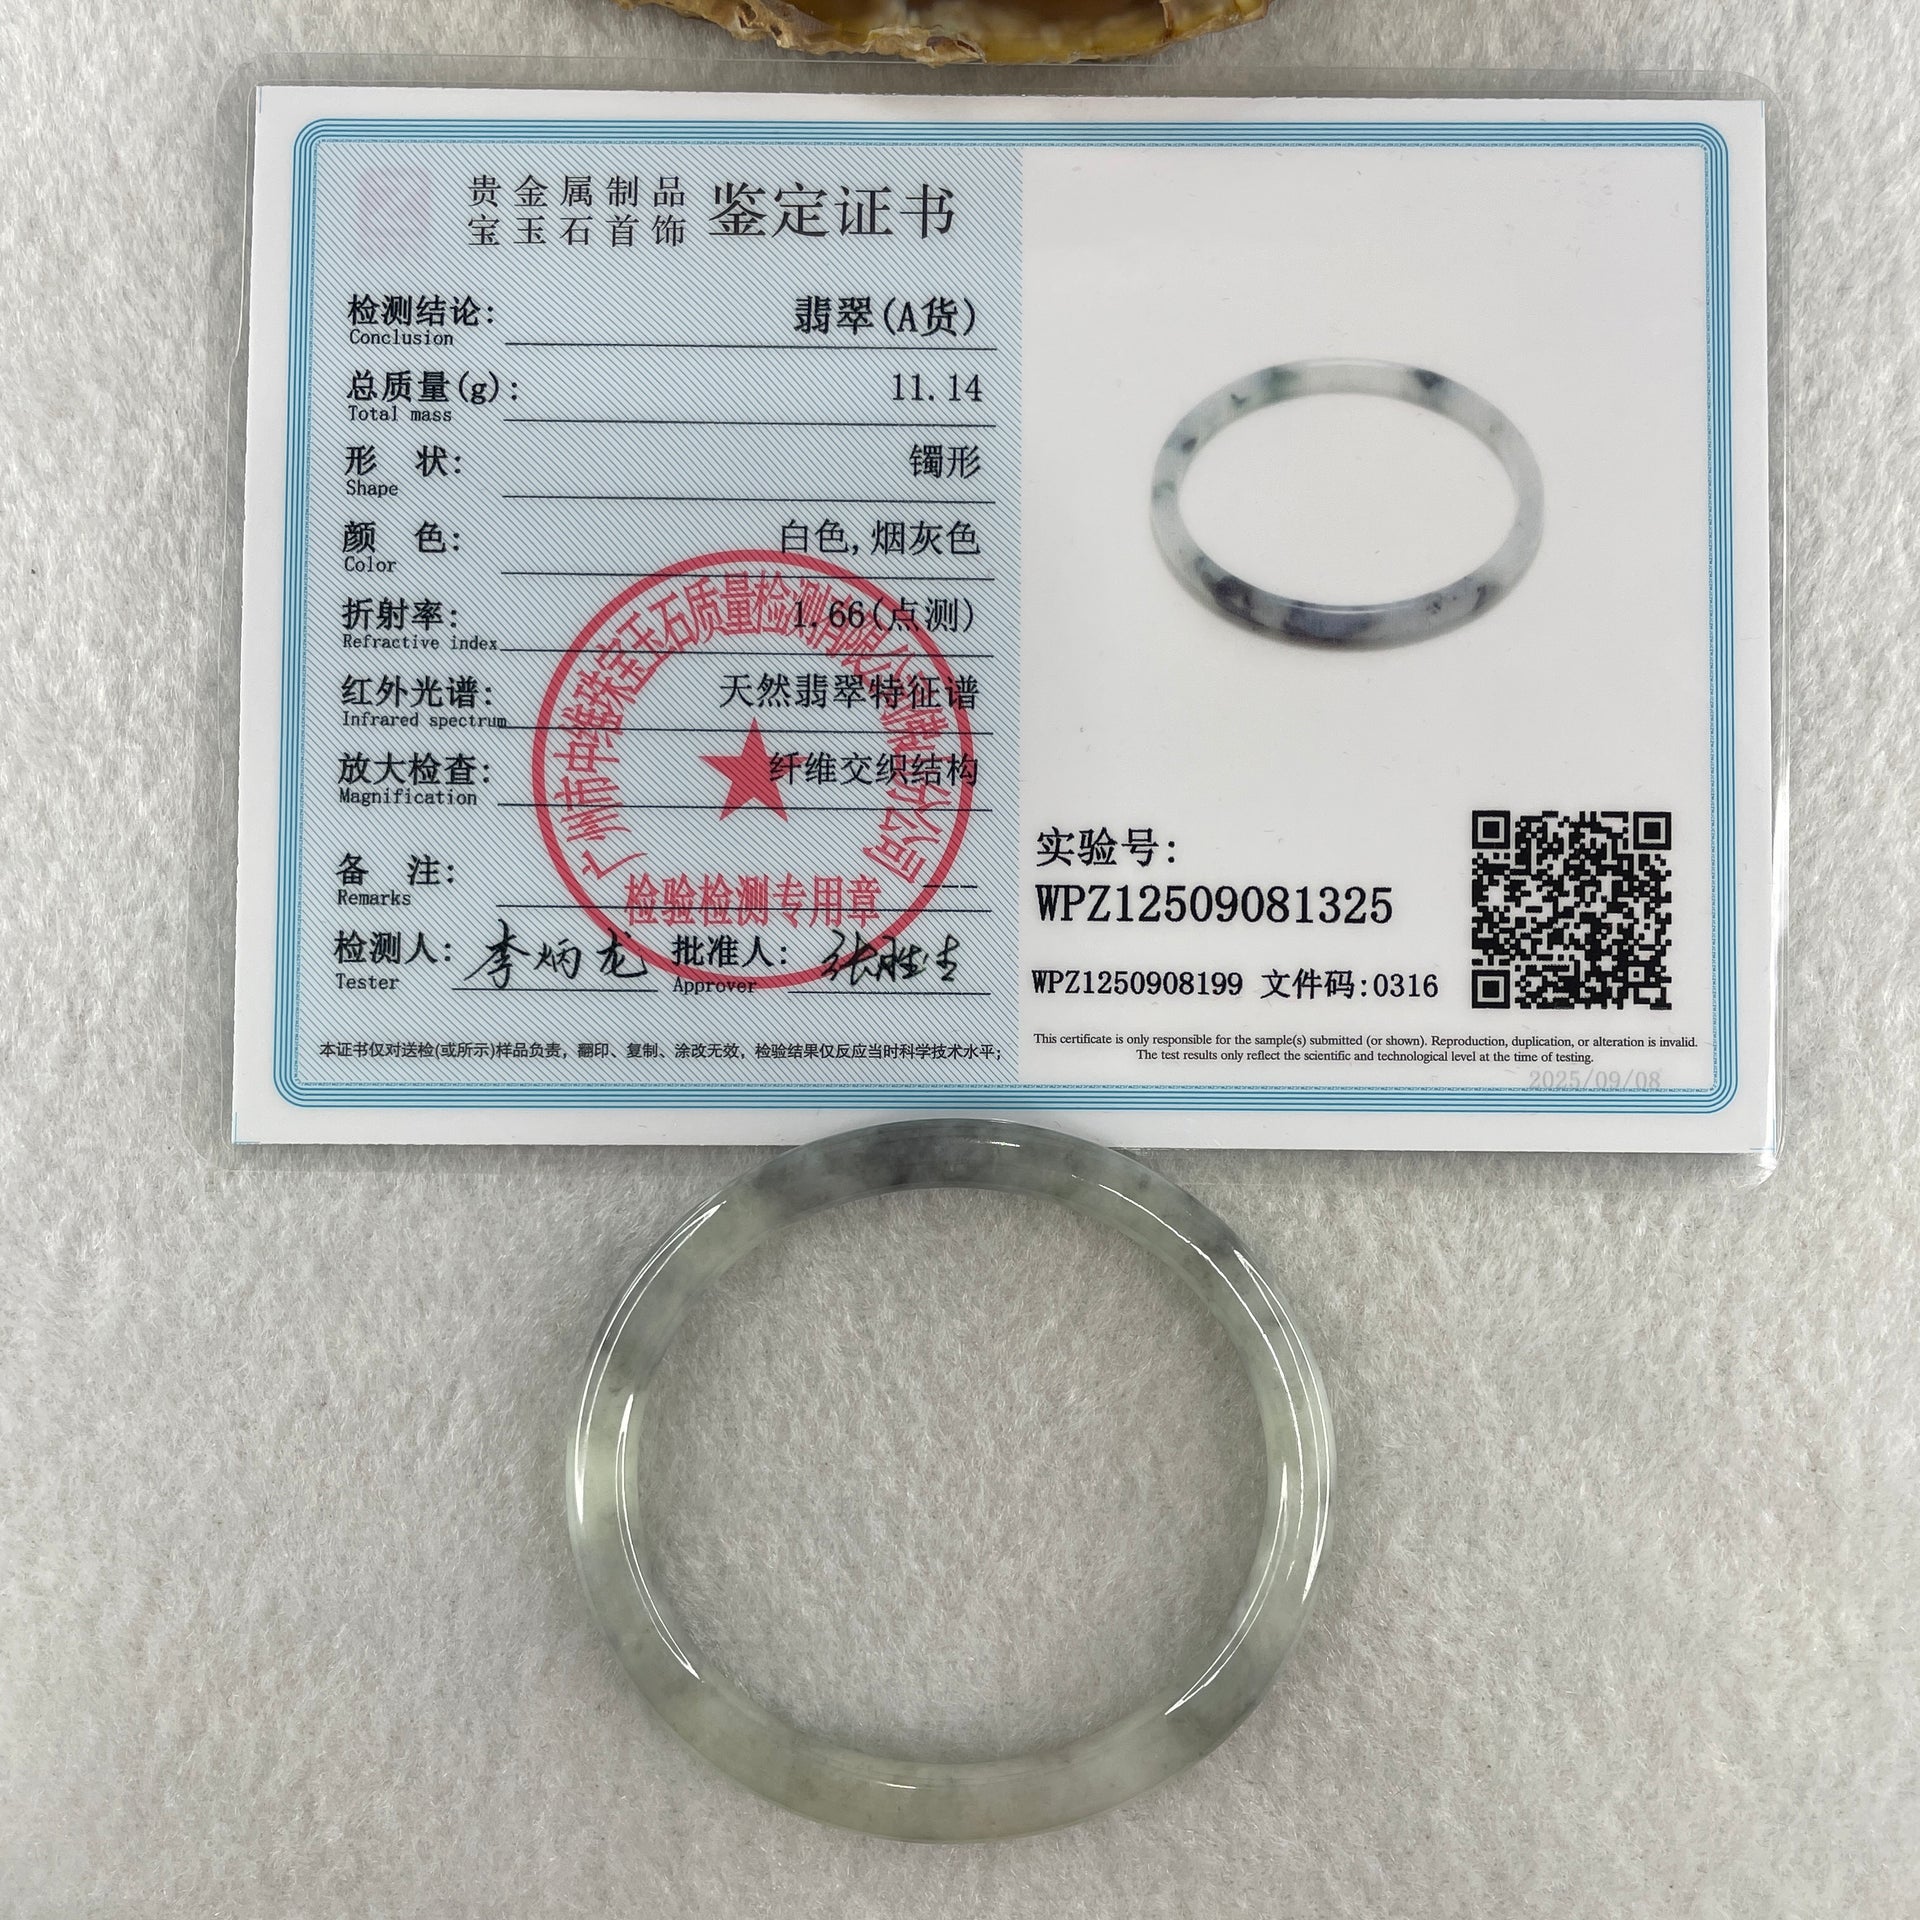 贵金属制品
宝玉石首饰
鉴定证书
检测结论: 翡翠(A货)
Conclusion
总质量(g): 11.14
Total mass
形 状: 镯形
Shape
颜 色: 白色,烟灰色
Color
折射率: 1.66(点测)
Refractive index
红外光谱: 天然翡翠特征谱
Infrared spectrum
放大检查: 纤维交织结构
Magnification
备 注: ---
Remarks
检测人: 李炳龙 批准人:
Tester Approver
本证书仅对送检(或所示)样品负责，翻印、复制、涂改无效，检验结果仅反应当时科学技术水平；
检验检测专用章
实验号:
WPZ12509081325
WPZ1250908199 文件码:0316
This certificate is only responsible for the sample(s) submitted (or shown). Reproduction, duplication, or alteration is invalid.
The test results only reflect the scientific and technological level at the time of testing.
2025/09/08